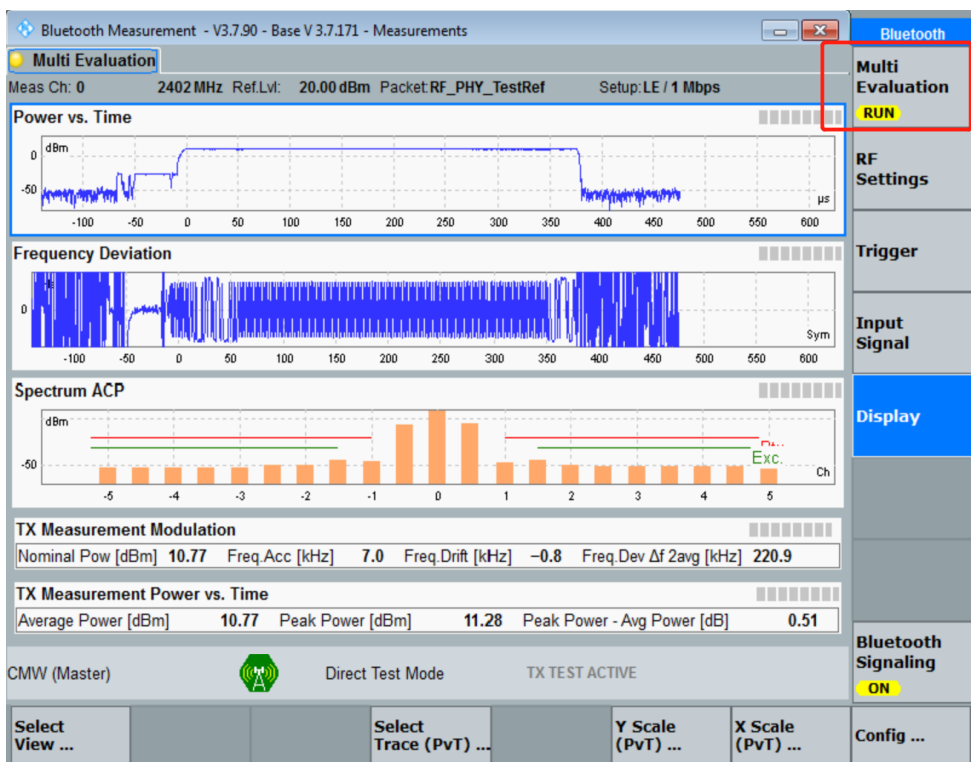 Bluetooth Measurement - V3.7.90 - Base V 3.7.171 - Measurements
Bluetooth
Multi Evaluation
Multi
Evaluation
RUN
Meas Ch: 0 2402 MHz Ref.Lvl: 20.00 dBm Packet: RF_PHY_TestRef Setup: LE / 1 Mbps
Power vs. Time
dBm
0
-50
µs
-100 -50 0 50 100 150 200 250 300 350 400 450 500 550 600
RF
Settings
Frequency Deviation
0
Sym
-100 -50 0 50 100 150 200 250 300 350 400 450 500 550 600
Trigger
Input
Signal
Spectrum ACP
dBm
-50
Exc.
Ch
-5 -4 -3 -2 -1 0 1 2 3 4 5
Display
TX Measurement Modulation
Nominal Pow [dBm] 10.77 Freq.Acc [kHz] 7.0 Freq.Drift [kHz] −0.8 Freq.Dev Δf 2avg [kHz] 220.9
TX Measurement Power vs. Time
Average Power [dBm] 10.77 Peak Power [dBm] 11.28 Peak Power - Avg Power [dB] 0.51
CMW (Master) Direct Test Mode TX TEST ACTIVE
Bluetooth
Signaling
ON
Select
View ...
Select
Trace (PvT) ...
Y Scale
(PvT) ...
X Scale
(PvT) ...
Config ...